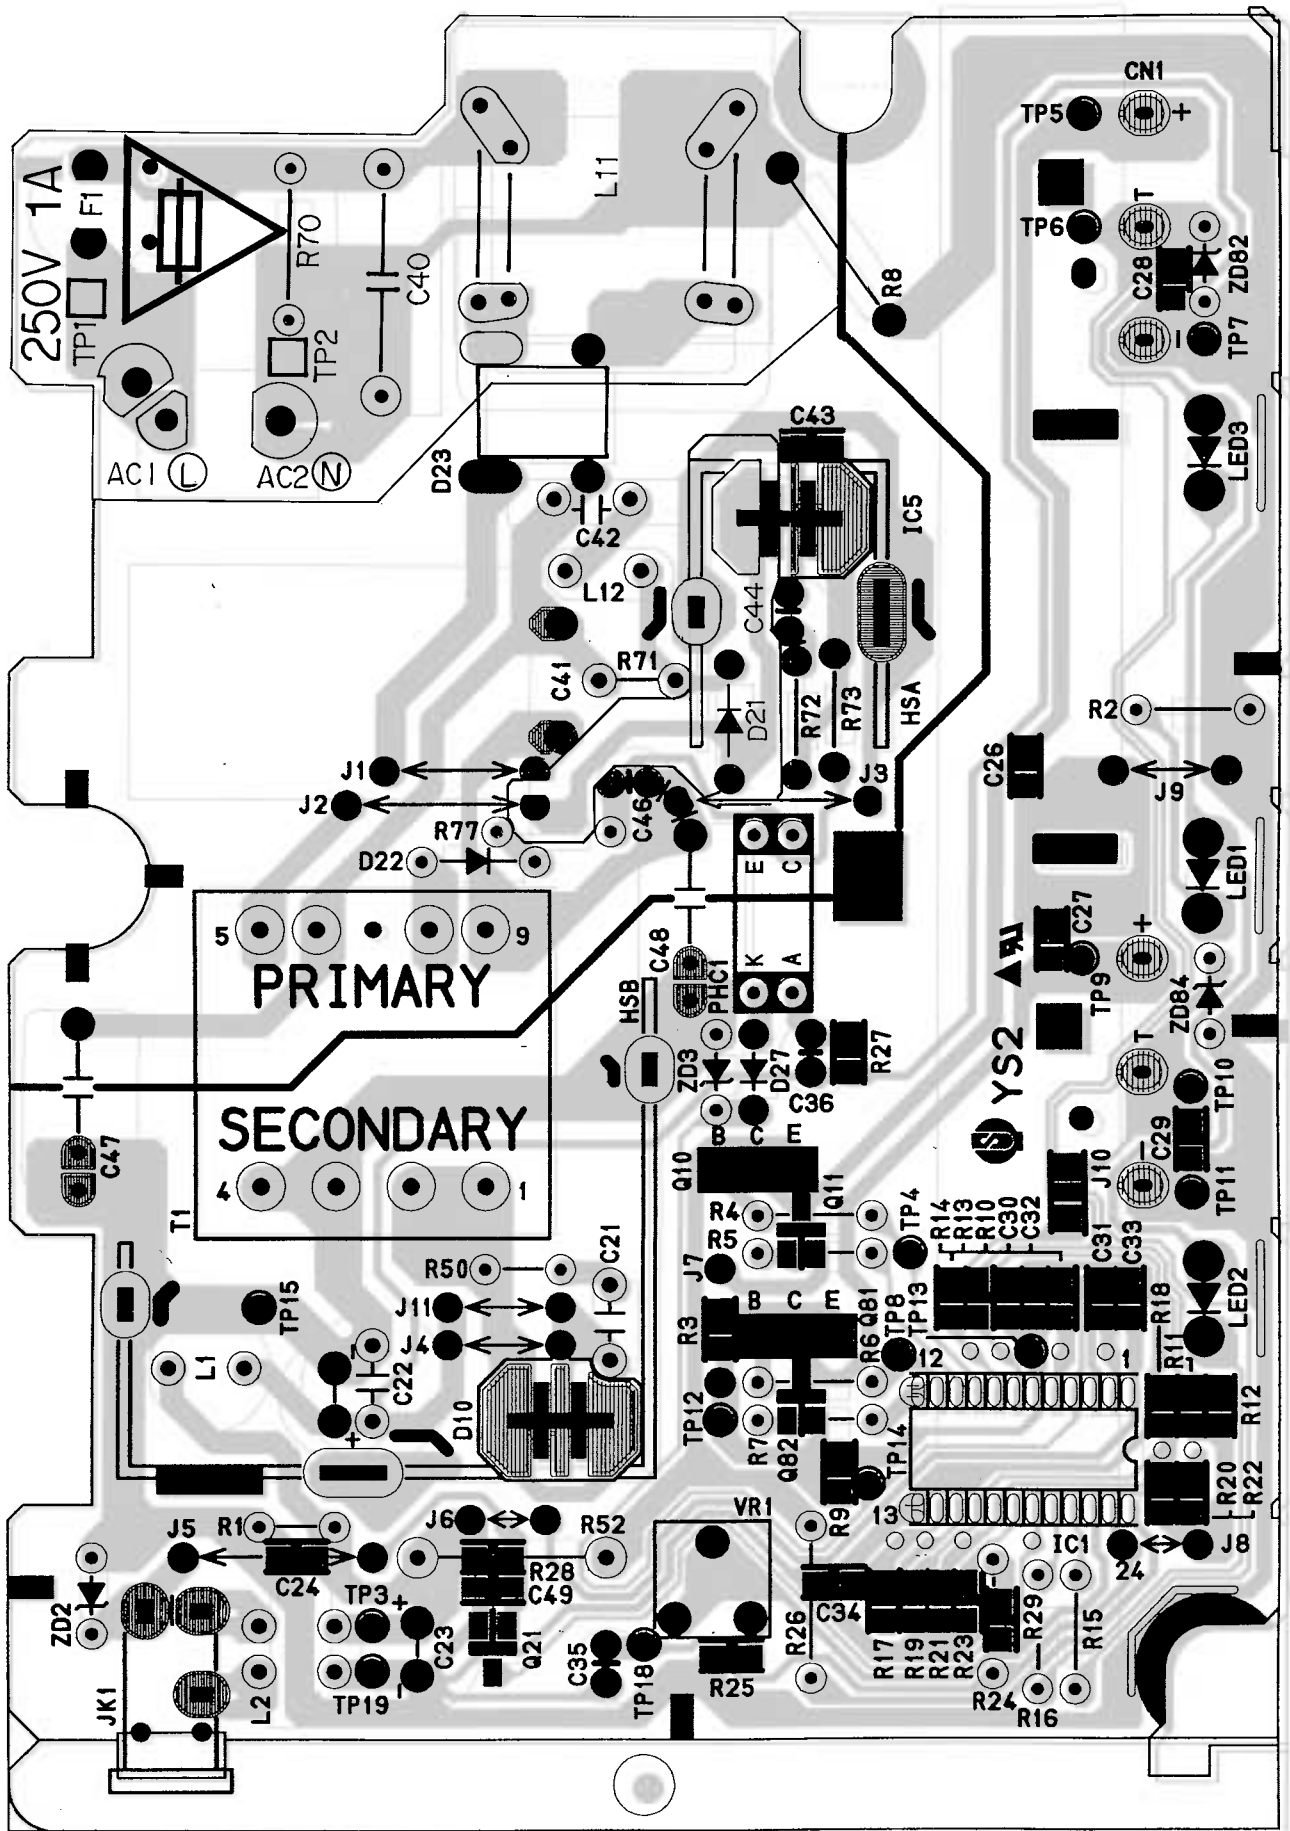 CN1
TP5
+
250V 1A
F1
R70
C40
L11
TP6
T
R8
C28
ZD82
TP1
TP2
-
TP7
AC1 L
AC2 N
D23
C43
LED3
C42
IC5
L12
C44
C41
R71
D21
R72
R73
HSA
R2
J1
J2
J3
C26
J9
C46
R77
D22
E
C
LED1
5
9
PRIMARY
C48
K
A
C27
+
TP9
HSB
PHC1
ZD84
YS2
ZD3
D27
R27
C36
T
TP10
SECONDARY
B
C
E
C47
Q10
Q11
C29
J10
-
TP11
4
1
T1
R4
R5
TP4
R14
R13
R10
C30
C32
C31
C33
R50
C21
J7
TP15
J11
B
C
E
Q81
TP8
TP13
R18
LED2
J4
R3
R6
12
1
R11
L1
C22
+
D10
TP12
R7
Q82
TP14
R12
R9
13
R20
R22
J5
R1
J6
R52
VR1
IC1
24
J8
C24
R28
C49
ZD2
TP3
+
C23
Q21
C35
TP18
R25
R26
C34
R17
R19
R21
R23
R29
R15
JK1
L2
TP19
-
R24
R16